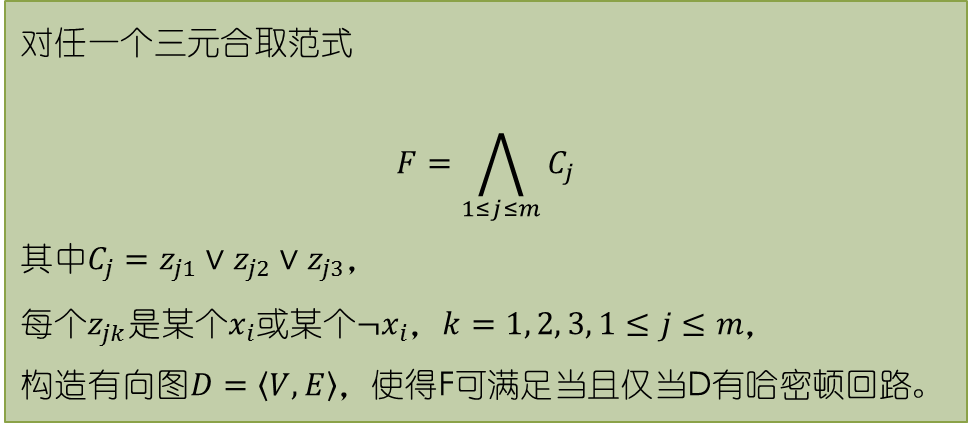 对任一个三元合取范式
F = ⋀ C_j
1≤j≤m
其中C_j = z_{j1} ∨ z_{j2} ∨ z_{j3}，
每个z_{jk}是某个x_i或某个¬x_i，k = 1, 2, 3, 1 ≤ j ≤ m，
构造有向图D = ⟨V, E⟩，使得F可满足当且仅当D有哈密顿回路。